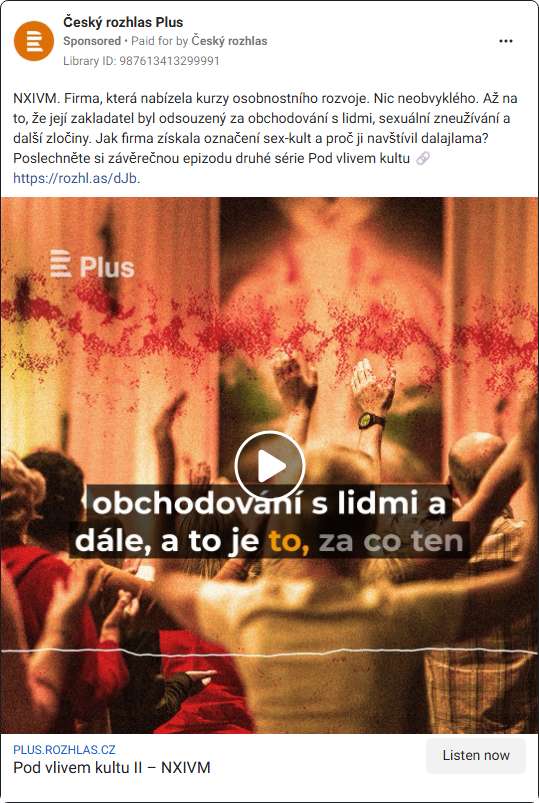 Český rozhlas Plus
Sponsored • Paid for by Český rozhlas
Library ID: 987613413299991
NXIVM. Firma, která nabízela kurzy osobnostního rozvoje. Nic neobvyklého. Až na
to, že její zakladatel byl odsouzený za obchodování s lidmi, sexuální zneužívání a
další zločiny. Jak firma získala označení sex-kult a proč ji navštívil dalajlama?
Poslechněte si závěrečnou epizodu druhé série Pod vlivem kultu 🔗
https://rozhl.as/dJb.
Plus
obchodování s lidmi a
dále, a to je to, za co ten
PLUS.ROZHLAS.CZ
Pod vlivem kultu II – NXIVM
Listen now